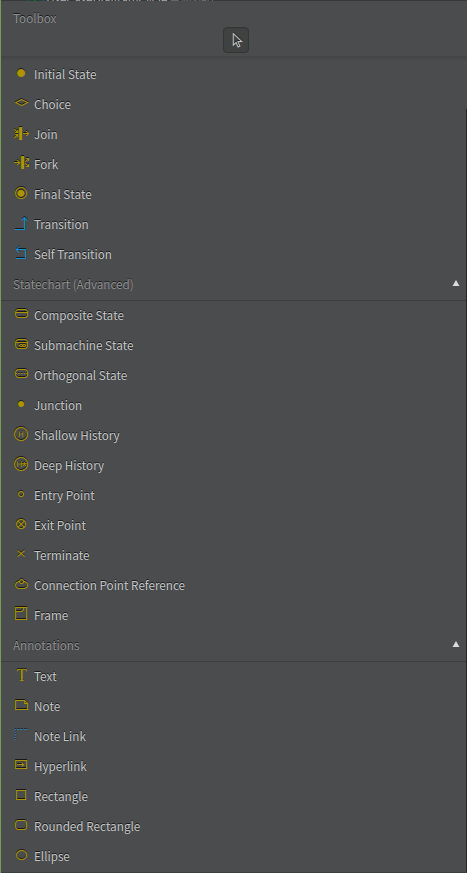 Toolbox
Initial State
Choice
Join
Fork
Final State
Transition
Self Transition
Statechart (Advanced)
Composite State
Submachine State
Orthogonal State
Junction
Shallow History
Deep History
Entry Point
Exit Point
Terminate
Connection Point Reference
Frame
Annotations
Text
Note
Note Link
Hyperlink
Rectangle
Rounded Rectangle
Ellipse